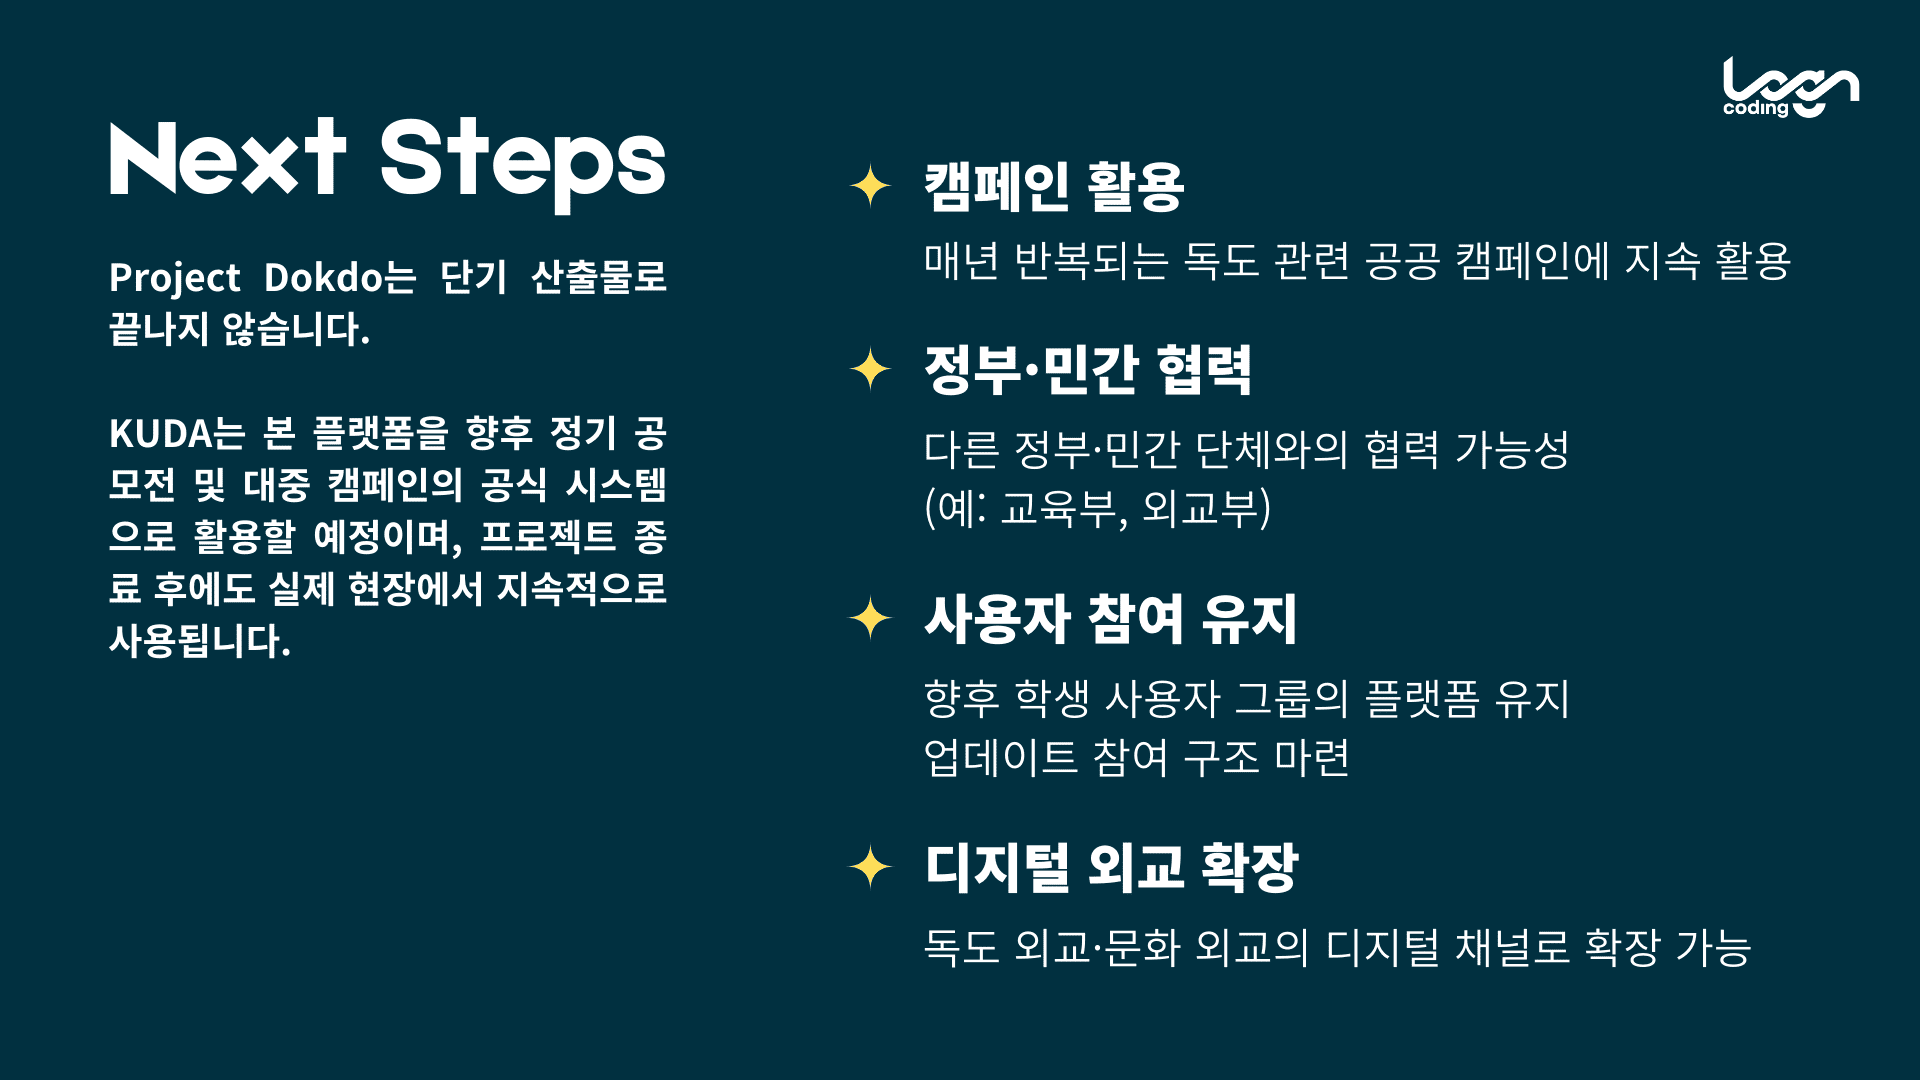 Next Steps
Project Dokdo는 단기 산출물로
끝나지 않습니다.
KUDA는 본 플랫폼을 향후 정기 공
모전 및 대중 캠페인의 공식 시스템
으로 활용할 예정이며, 프로젝트 종
료 후에도 실제 현장에서 지속적으로
사용됩니다.
coding
캠페인 활용
매년 반복되는 독도 관련 공공 캠페인에 지속 활용
정부·민간 협력
다른 정부·민간 단체와의 협력 가능성
(예: 교육부, 외교부)
사용자 참여 유지
향후 학생 사용자 그룹의 플랫폼 유지
업데이트 참여 구조 마련
디지털 외교 확장
독도 외교·문화 외교의 디지털 채널로 확장 가능